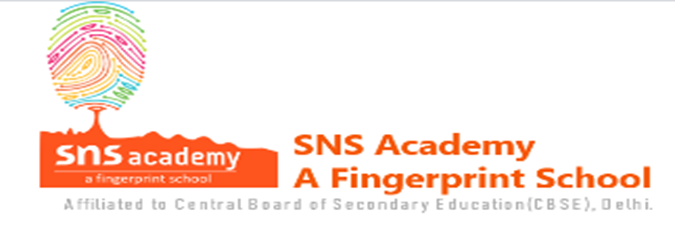 sns academy
a fingerprint school
SNS Academy
A Fingerprint School
Affiliated to Central Board of Secondary Education(CBSE), Delhi.